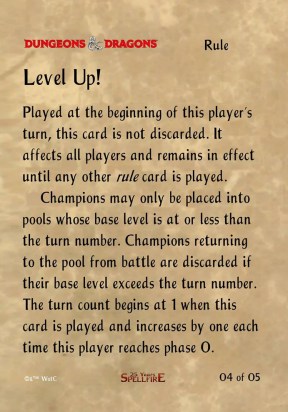 DUNGEONS & DRAGONS Rule
Level Up!
Played at the beginning of this player's
turn, this card is not discarded. It
affects all players and remains in effect
until any other rule card is played.
Champions may only be placed into
pools whose base level is at or less than
the turn number. Champions returning
to the pool from battle are discarded if
their base level exceeds the turn number.
The turn count begins at 1 when this
card is played and increases by one each
time this player reaches phase 0.
SPELLFIRE 04 of 05